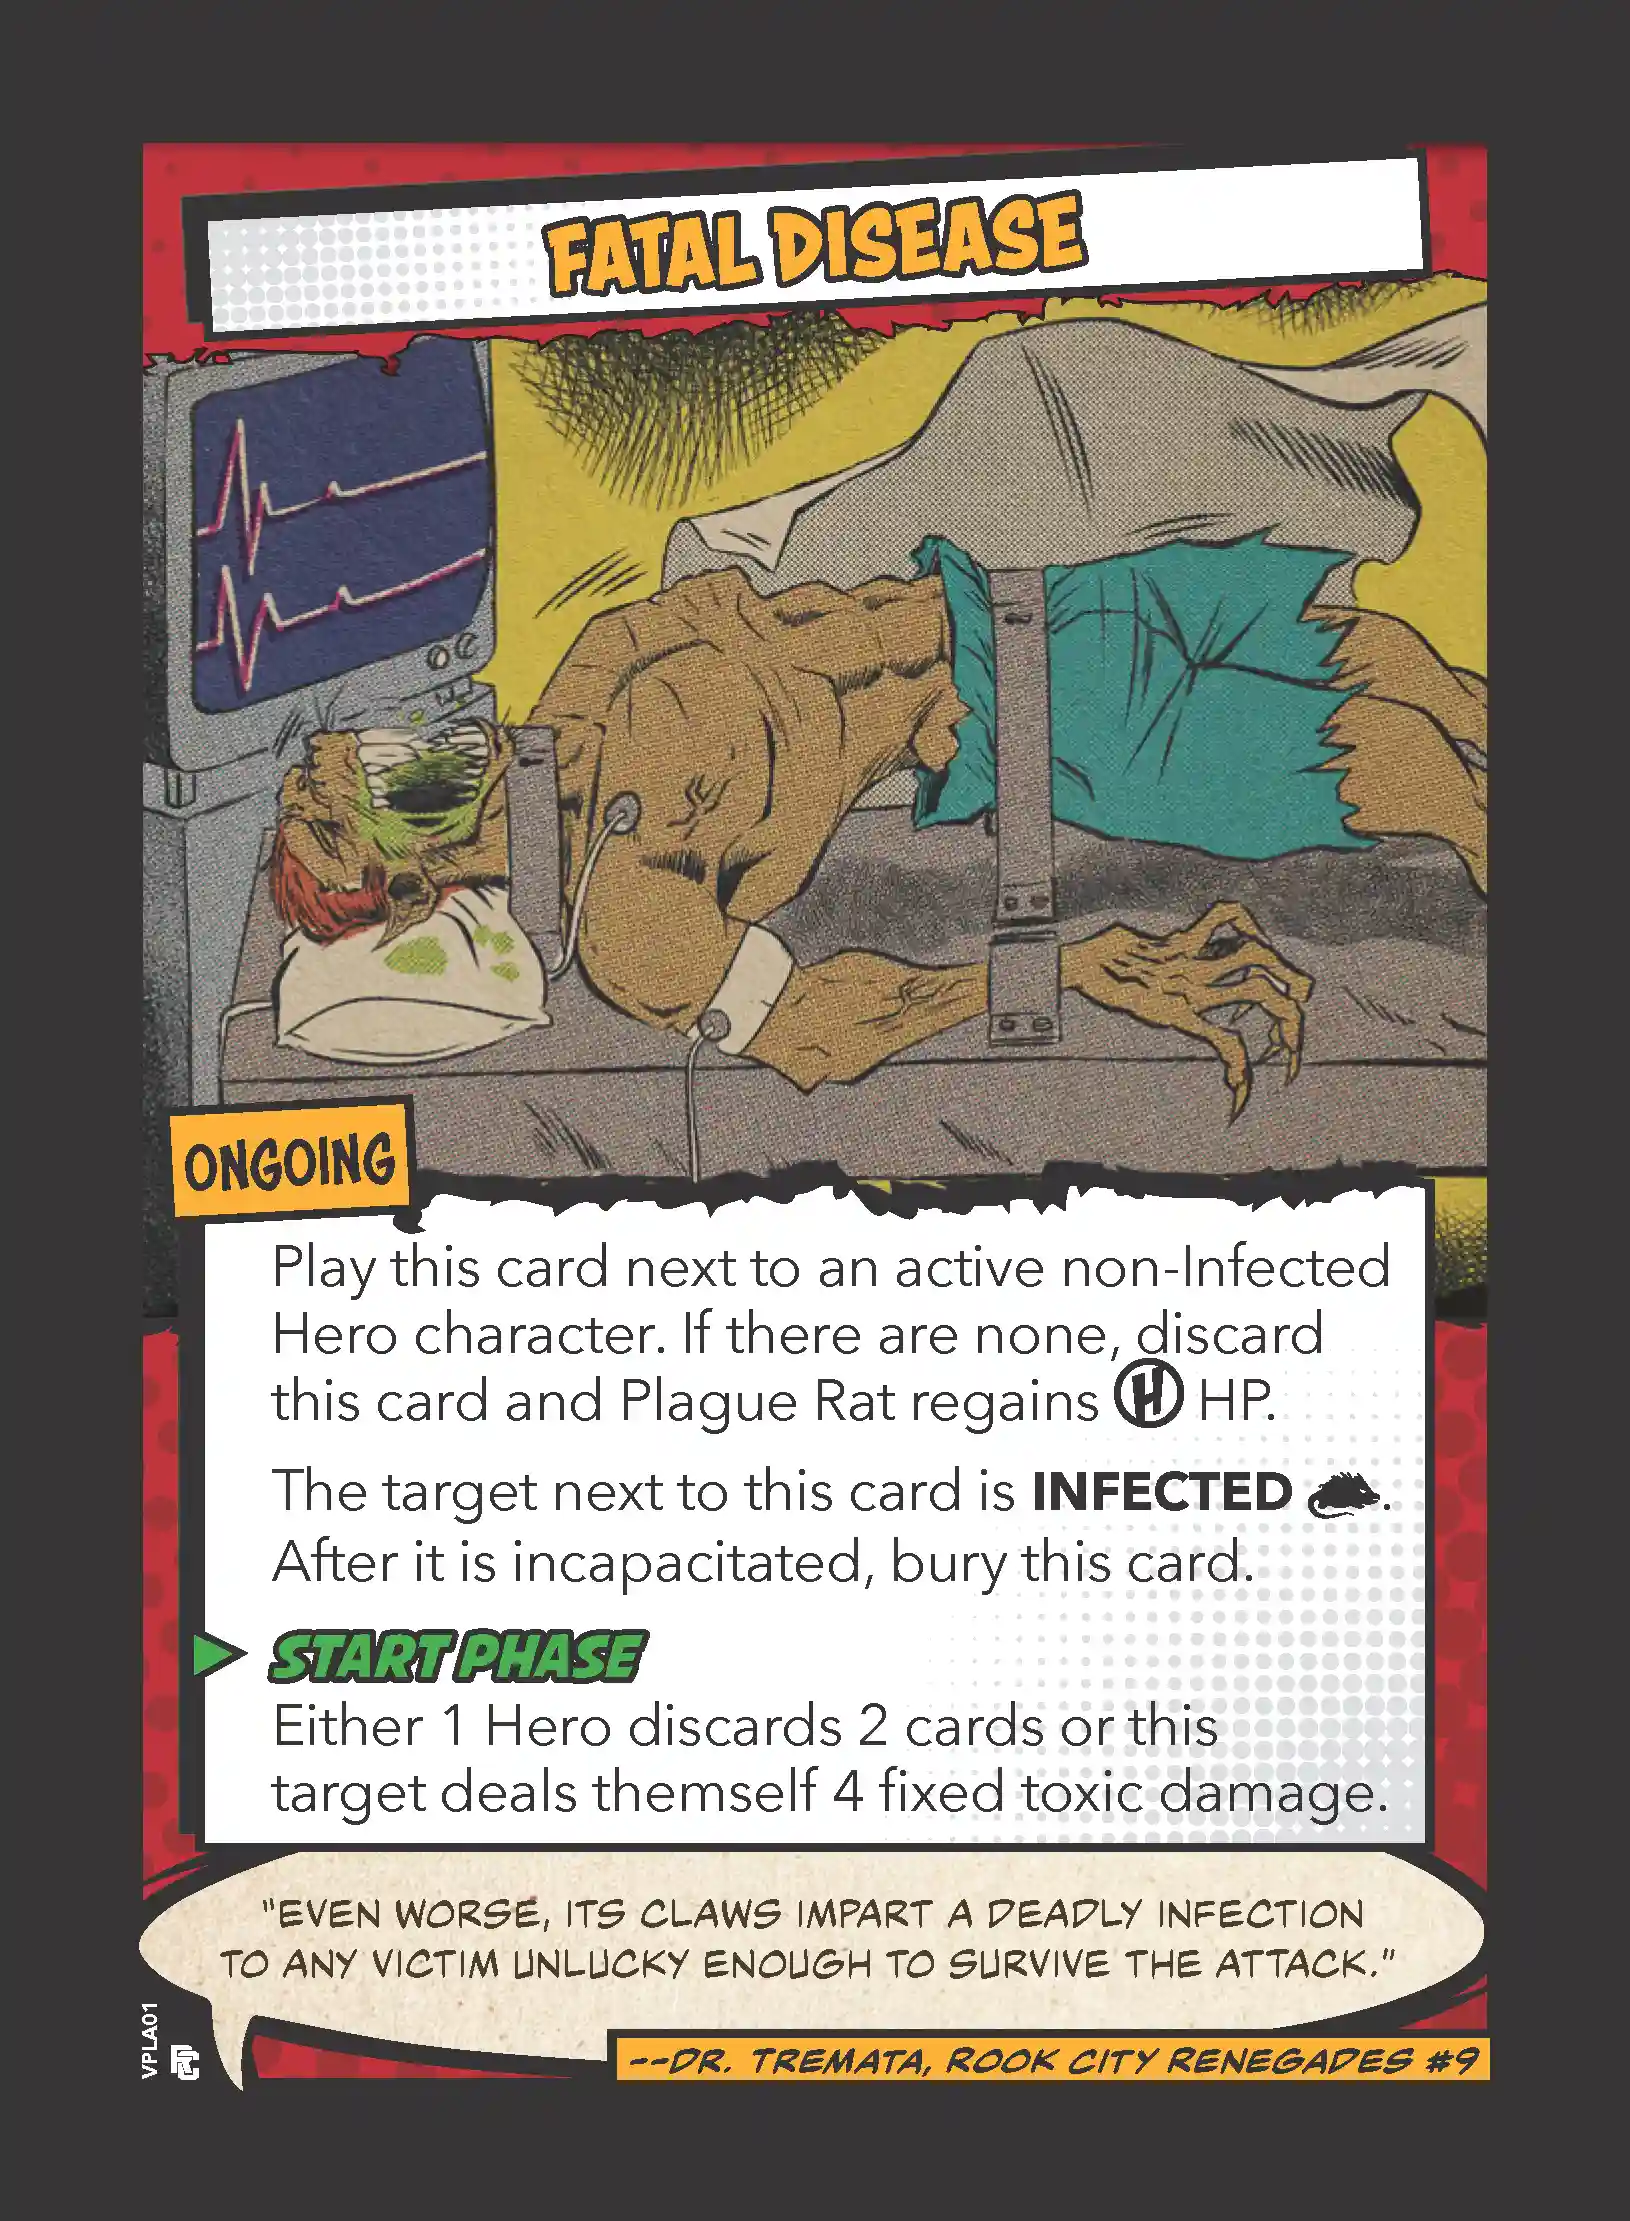 FATAL DISEASE
ONGOING
Play this card next to an active non-Infected
Hero character. If there are none, discard
this card and Plague Rat regains H HP.
The target next to this card is INFECTED .
After it is incapacitated, bury this card.
START PHASE
Either 1 Hero discards 2 cards or this
target deals themself 4 fixed toxic damage.
"EVEN WORSE, ITS CLAWS IMPART A DEADLY INFECTION
TO ANY VICTIM UNLUCKY ENOUGH TO SURVIVE THE ATTACK."
VPLA01
--DR. TREMATA, ROOK CITY RENEGADES #9